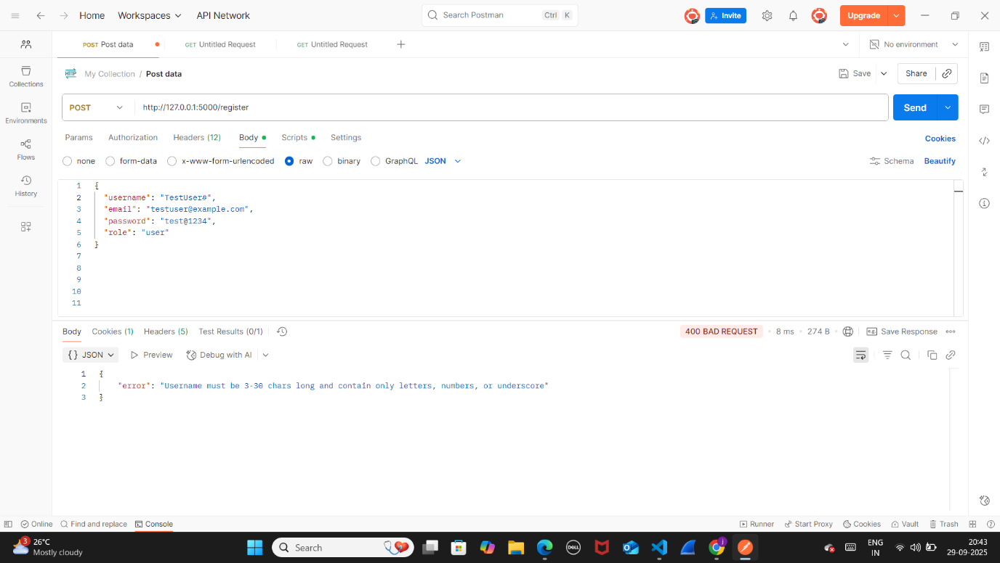 Home Workspaces API Network Search Postman Ctrl K Invite Upgrade
POST Post data GET Untitled Request GET Untitled Request No environment
HTTP My Collection / Post data Save Share
Collections
POST http://127.0.0.1:5000/register Send
Environments
Params Authorization Headers (12) Body Scripts Settings Cookies
Flows
none form-data x-www-form-urlencoded raw binary GraphQL JSON Schema Beautify
History
1 {
2 "username": "TestUser#",
3 "email": "testuser@example.com",
4 "password": "test@1234",
5 "role": "user"
6 }
7
8
9
10
11
Body Cookies (1) Headers (5) Test Results (0/1) 400 BAD REQUEST • 8 ms • 274 B e.g. Save Response
{} JSON Preview Debug with AI
1 {
2 "error": "Username must be 3-30 chars long and contain only letters, numbers, or underscore"
3 }
Online Find and replace Console Runner Start Proxy Cookies Vault Trash
3 26°C
Mostly cloudy
Search
DELL
j
ENG
IN
20:43
29-09-2025